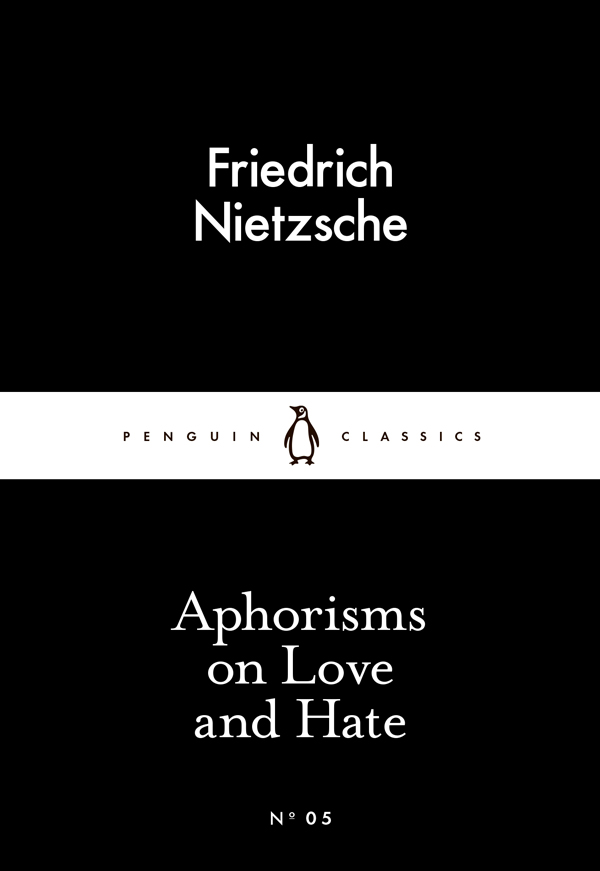 Friedrich
Nietzsche
PENGUIN CLASSICS
Aphorisms
on Love
and Hate
Nº 05